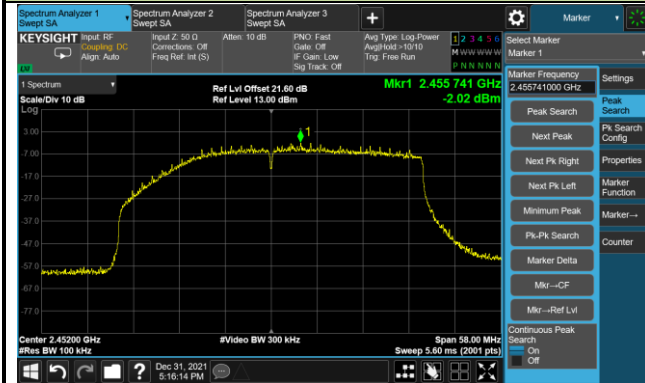 Spectrum Analyzer 1
Swept SA
Spectrum Analyzer 2
Swept SA
Spectrum Analyzer 3
Swept SA
+
Marker
KEYSIGHT
Input: RF
Coupling: DC
Align: Auto
Input Z: 50 Ω
Corrections: Off
Freq Ref: Int (S)
Atten: 10 dB
PNO: Fast
Gate: Off
IF Gain: Low
Sig Track: Off
Avg Type: Log-Power
Avg|Hold:>10/10
Trig: Free Run
1 2 3 4 5 6
M W W W W W
P N N N N N
LV
Select Marker
Marker 1
1 Spectrum
Scale/Div 10 dB
Log
Ref Lvl Offset 21.60 dB
Ref Level 13.00 dBm
Mkr1 2.455 741 GHz
-2.02 dBm
1
3.00
-7.00
-17.0
-27.0
-37.0
-47.0
-57.0
-67.0
-77.0
Center 2.45200 GHz
#Res BW 100 kHz
#Video BW 300 kHz
Span 58.00 MHz
Sweep 5.60 ms (2001 pts)
Marker Frequency
2.455741000 GHz
Peak Search
Next Peak
Next Pk Right
Next Pk Left
Minimum Peak
Pk-Pk Search
Marker Delta
Mkr→CF
Mkr→Ref Lvl
Continuous Peak
Search
On
Off
Settings
Peak
Search
Pk Search
Config
Properties
Marker
Function
Marker→
Counter
?
Dec 31, 2021
5:16:14 PM